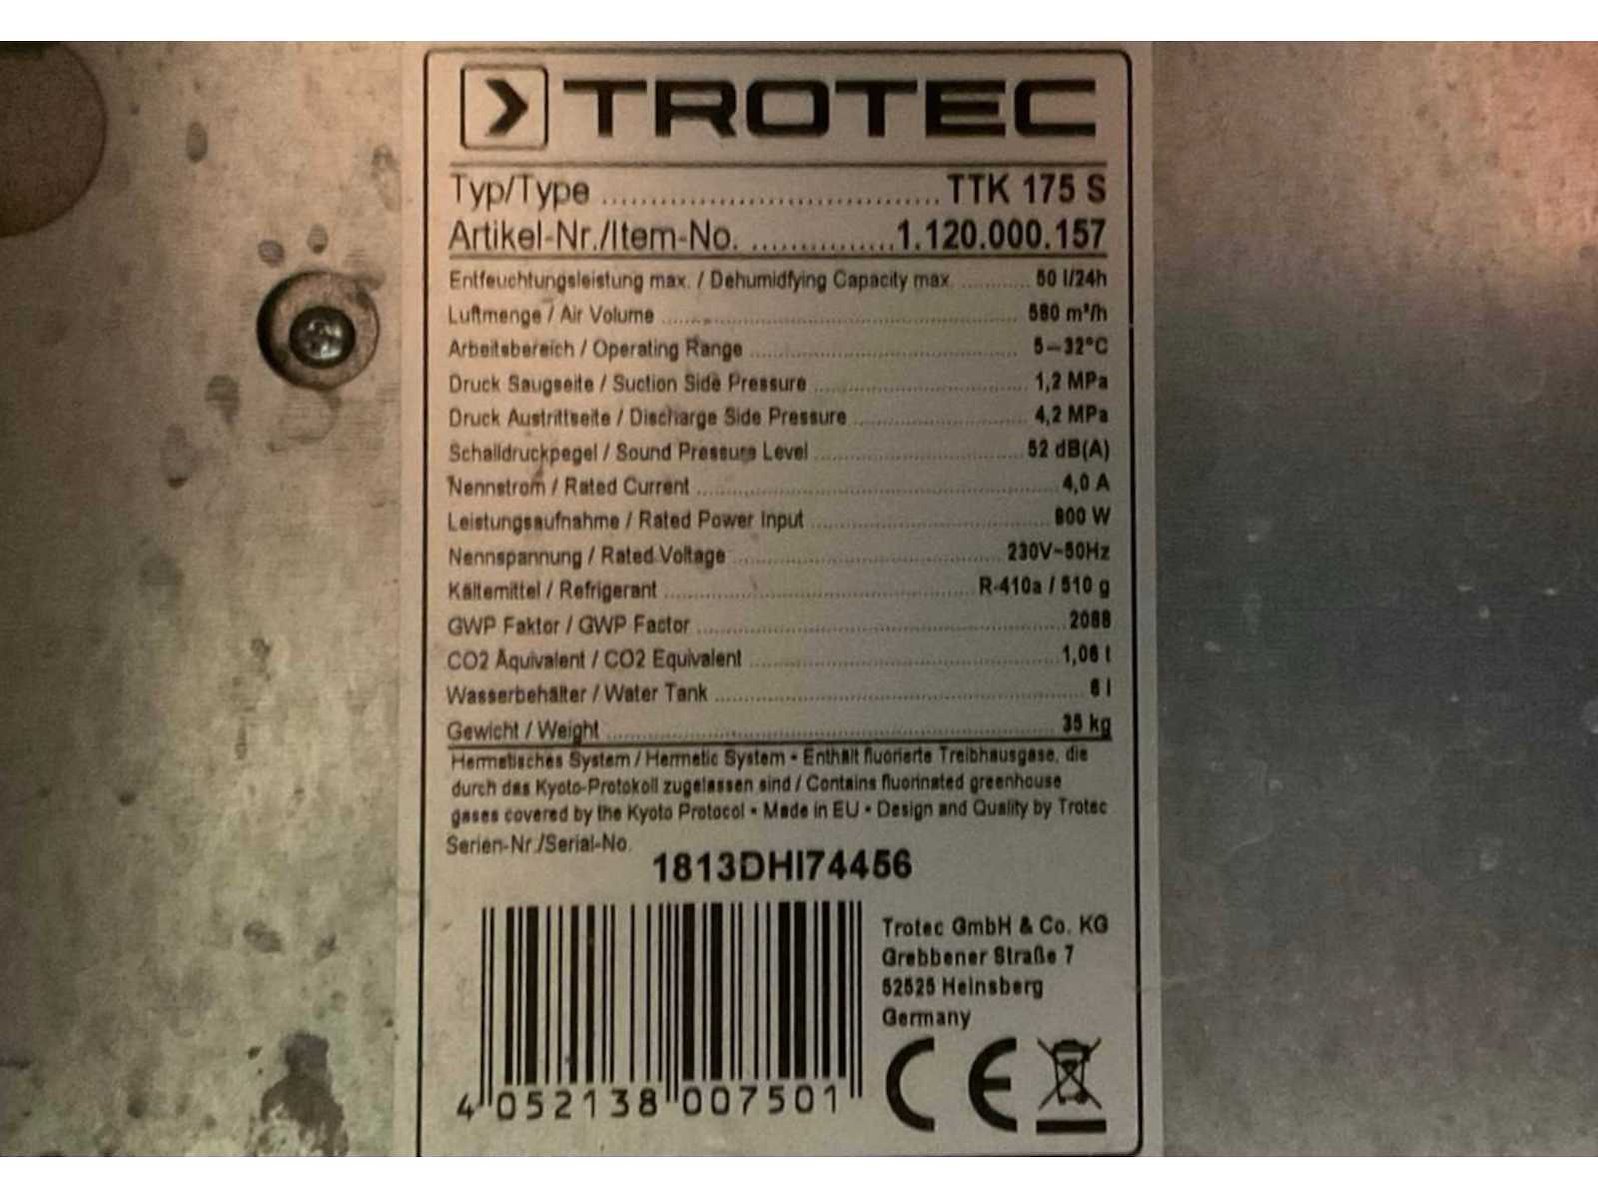 TROTEC
Typ/Type ................................. TTK 175 S
Artikel-Nr./Item-No. ............... 1.120.000.157
Entfeuchtungsleistung max. / Dehumidfying Capacity max. ............ 50 l/24h
Luftmenge / Air Volume ............ 580 m³/h
Arbeitsbereich / Operating Range ............ 5–32°C
Druck Saugseite / Suction Side Pressure ............ 1,2 MPa
Druck Austrittseite / Discharge Side Pressure ............ 4,2 MPa
Schalldruckpegel / Sound Pressure Level ............ 52 dB(A)
Nennstrom / Rated Current ............ 4,0 A
Leistungsaufnahme / Rated Power Input ............ 800 W
Nennspannung / Rated Voltage ............ 230V~50Hz
Kältemittel / Refrigerant ............ R-410a / 510 g
GWP Faktor / GWP Factor ............ 2088
CO2 Äquivalent / CO2 Equivalent ............ 1,06 t
Wasserbehälter / Water Tank ............ 6 l
Gewicht / Weight ............ 35 kg
Hermetisches System / Hermetic System • Enthält fluorierte Treibhausgase, die
durch das Kyoto-Protokoll zugelassen sind / Contains fluorinated greenhouse
gases covered by the Kyoto Protocol • Made in EU • Design and Quality by Trotec
Serien-Nr./Serial-No.
1813DHI74456
Trotec GmbH & Co. KG
Grebbener Straße 7
52525 Heinsberg
Germany
CE
4 052138 007501